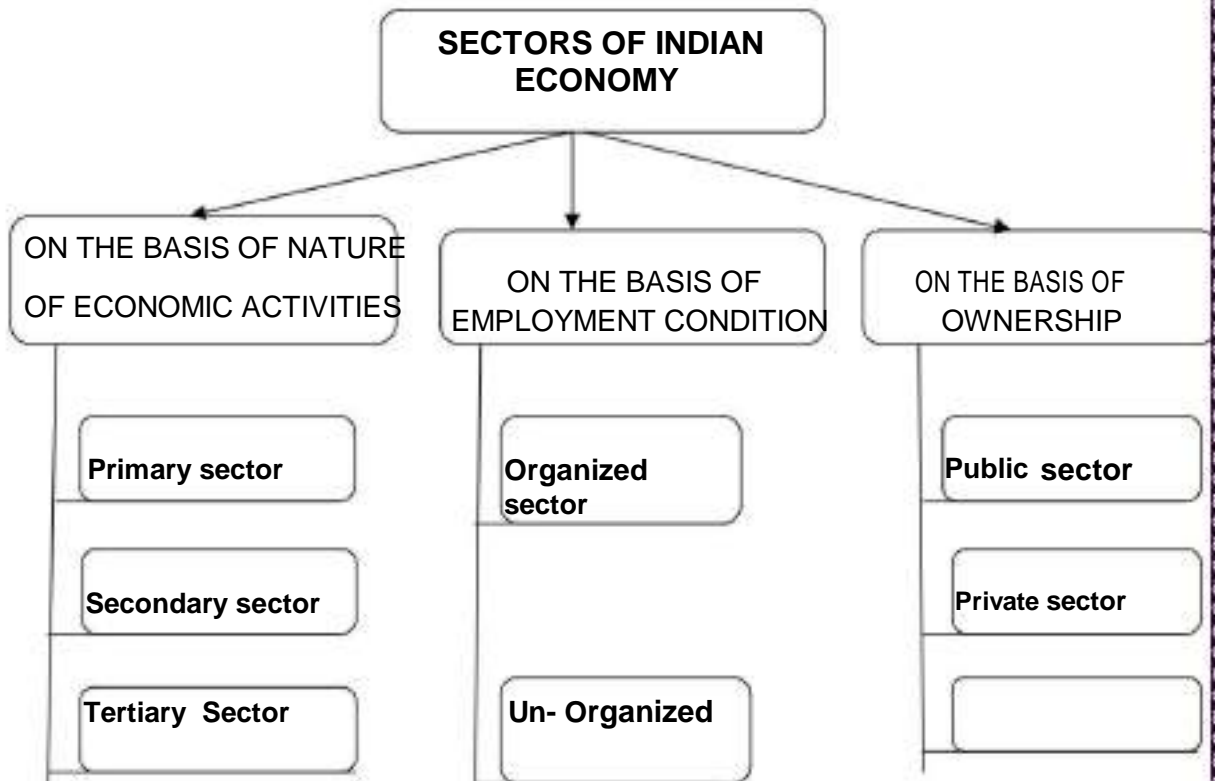 SECTORS OF INDIAN
ECONOMY
ON THE BASIS OF NATURE
OF ECONOMIC ACTIVITIES
ON THE BASIS OF
EMPLOYMENT CONDITION
ON THE BASIS OF
OWNERSHIP
Primary sector
Secondary sector
Tertiary Sector
Organized
sector
Un- Organized
Public sector
Private sector